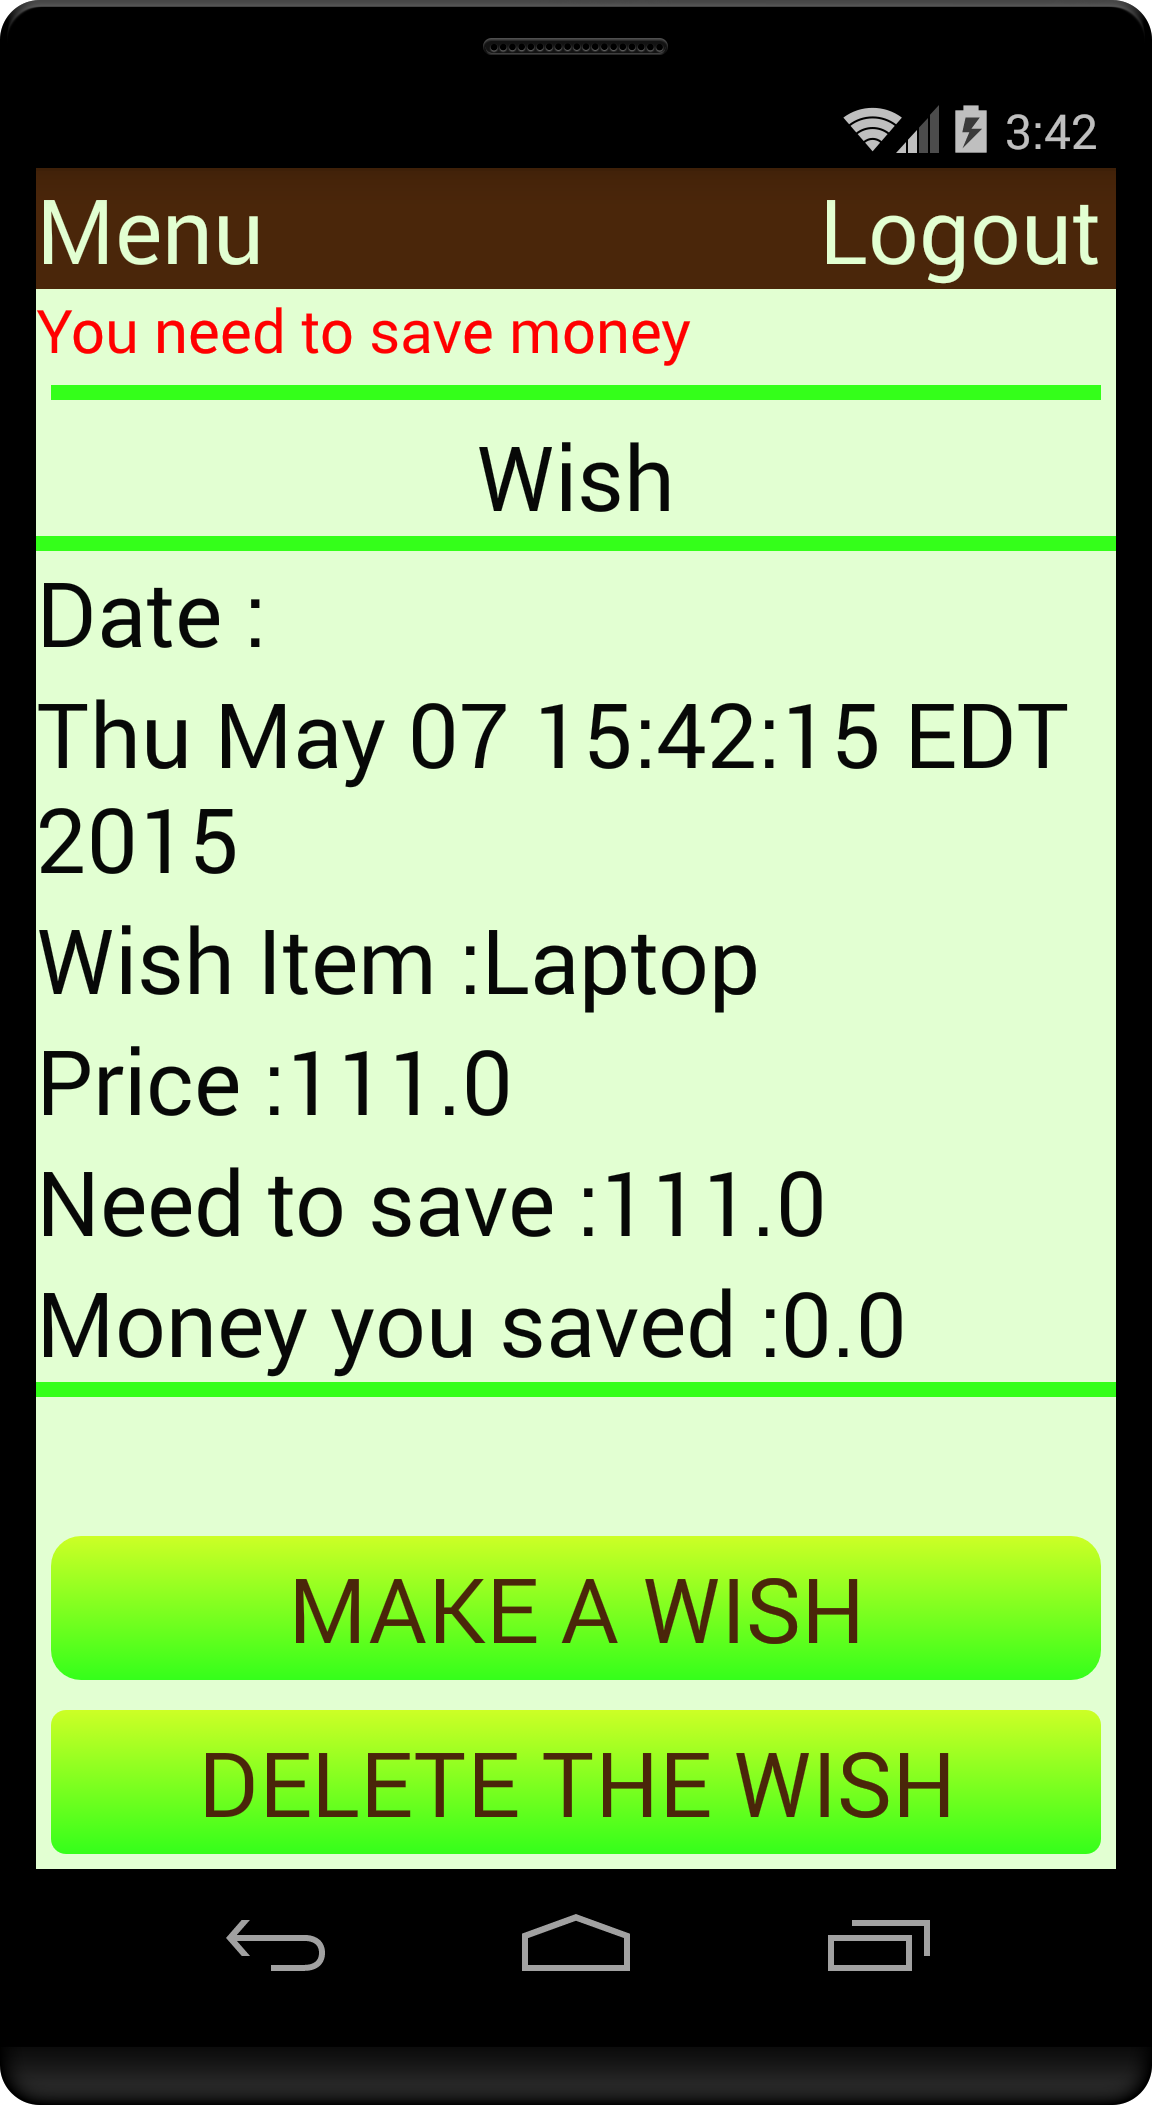 3:42
Menu Logout
You need to save money
Wish
Date :
Thu May 07 15:42:15 EDT
2015
Wish Item :Laptop
Price :111.0
Need to save :111.0
Money you saved :0.0
MAKE A WISH
DELETE THE WISH